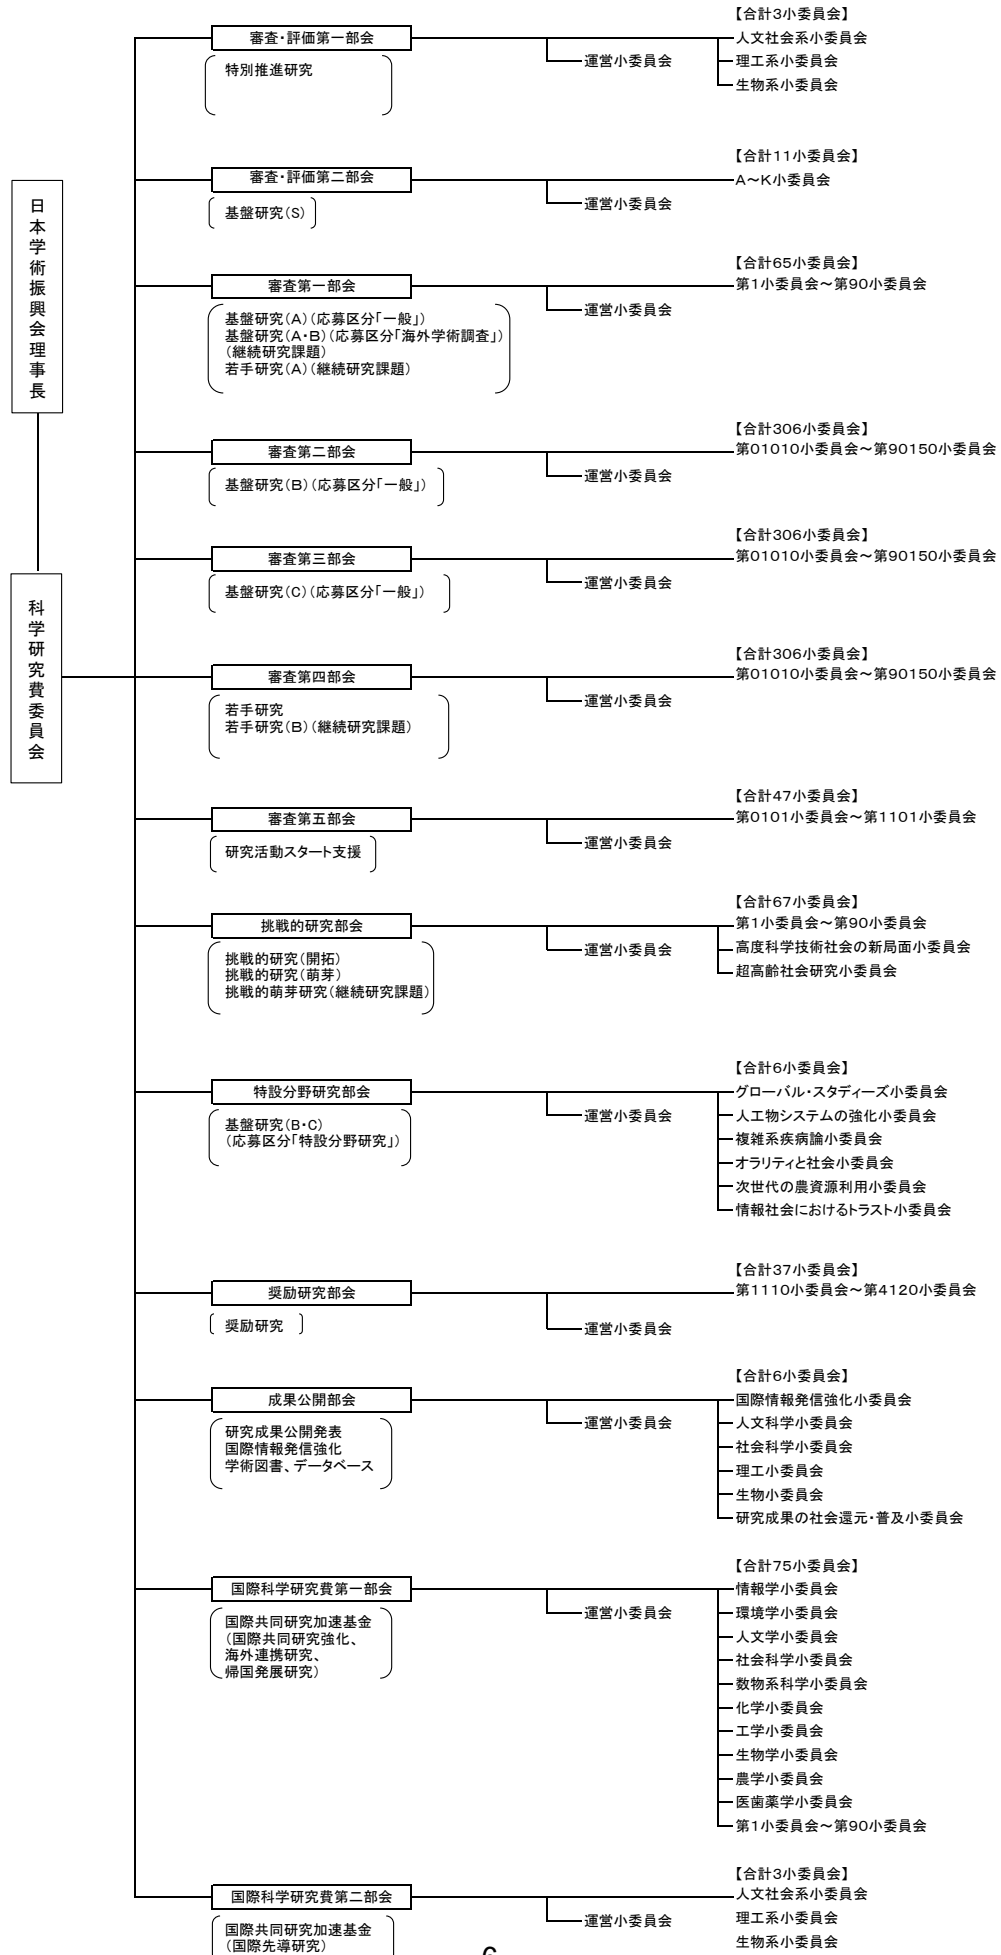 日本学術振興会理事長
科学研究費委員会
審査・評価第一部会
特別推進研究
運営小委員会
【合計3小委員会】
人文社会系小委員会
理工系小委員会
生物系小委員会
審査・評価第二部会
基盤研究(S)
運営小委員会
【合計11小委員会】
A～K小委員会
審査第一部会
基盤研究(A)(応募区分「一般」)
基盤研究(A・B)(応募区分「海外学術調査」)
(継続研究課題)
若手研究(A)(継続研究課題)
運営小委員会
【合計65小委員会】
第1小委員会～第90小委員会
審査第二部会
基盤研究(B)(応募区分「一般」)
運営小委員会
【合計306小委員会】
第01010小委員会～第90150小委員会
審査第三部会
基盤研究(C)(応募区分「一般」)
運営小委員会
【合計306小委員会】
第01010小委員会～第90150小委員会
審査第四部会
若手研究
若手研究(B)(継続研究課題)
運営小委員会
【合計306小委員会】
第01010小委員会～第90150小委員会
審査第五部会
研究活動スタート支援
運営小委員会
【合計47小委員会】
第0101小委員会～第1101小委員会
挑戦的研究部会
挑戦的研究(開拓)
挑戦的研究(萌芽)
挑戦的萌芽研究(継続研究課題)
運営小委員会
【合計67小委員会】
第1小委員会～第90小委員会
高度科学技術社会の新局面小委員会
超高齢社会研究小委員会
特設分野研究部会
基盤研究(B・C)
(応募区分「特設分野研究」)
運営小委員会
【合計6小委員会】
グローバル・スタディーズ小委員会
人工物システムの強化小委員会
複雑系疾病論小委員会
オラリティと社会小委員会
次世代の農資源利用小委員会
情報社会におけるトラスト小委員会
奨励研究部会
奨励研究
運営小委員会
【合計37小委員会】
第1110小委員会～第4120小委員会
成果公開部会
研究成果公開発表
国際情報発信強化
学術図書、データベース
運営小委員会
【合計6小委員会】
国際情報発信強化小委員会
人文科学小委員会
社会科学小委員会
理工小委員会
生物小委員会
研究成果の社会還元・普及小委員会
国際科学研究費第一部会
国際共同研究加速基金
(国際共同研究強化、
海外連携研究、
帰国発展研究)
運営小委員会
【合計75小委員会】
情報学小委員会
環境学小委員会
人文学小委員会
社会科学小委員会
数物系科学小委員会
化学小委員会
工学小委員会
生物学小委員会
農学小委員会
医歯薬学小委員会
第1小委員会～第90小委員会
国際科学研究費第二部会
国際共同研究加速基金
(国際先導研究)
運営小委員会
【合計3小委員会】
人文社会系小委員会
理工系小委員会
生物系小委員会